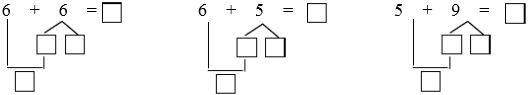 6 + 6 = 
6 + 5 = 
5 + 9 =